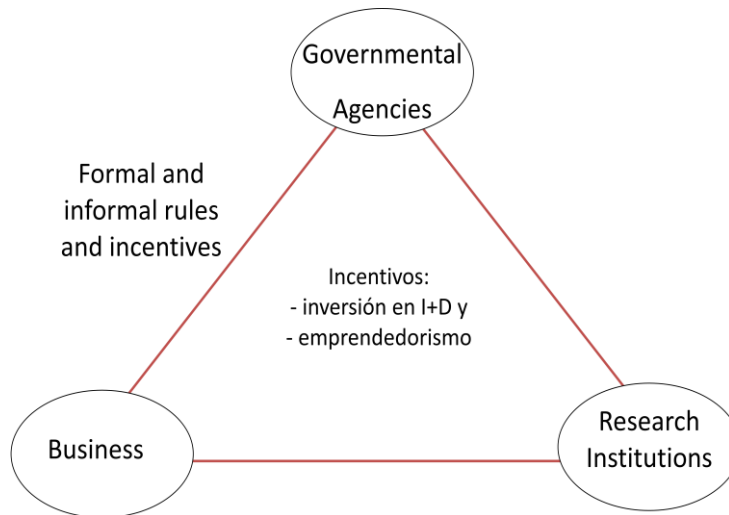 Governmental
Agencies
Formal and
informal rules
and incentives
Incentivos:
- inversión en I+D y
- emprendedorismo
Business
Research
Institutions